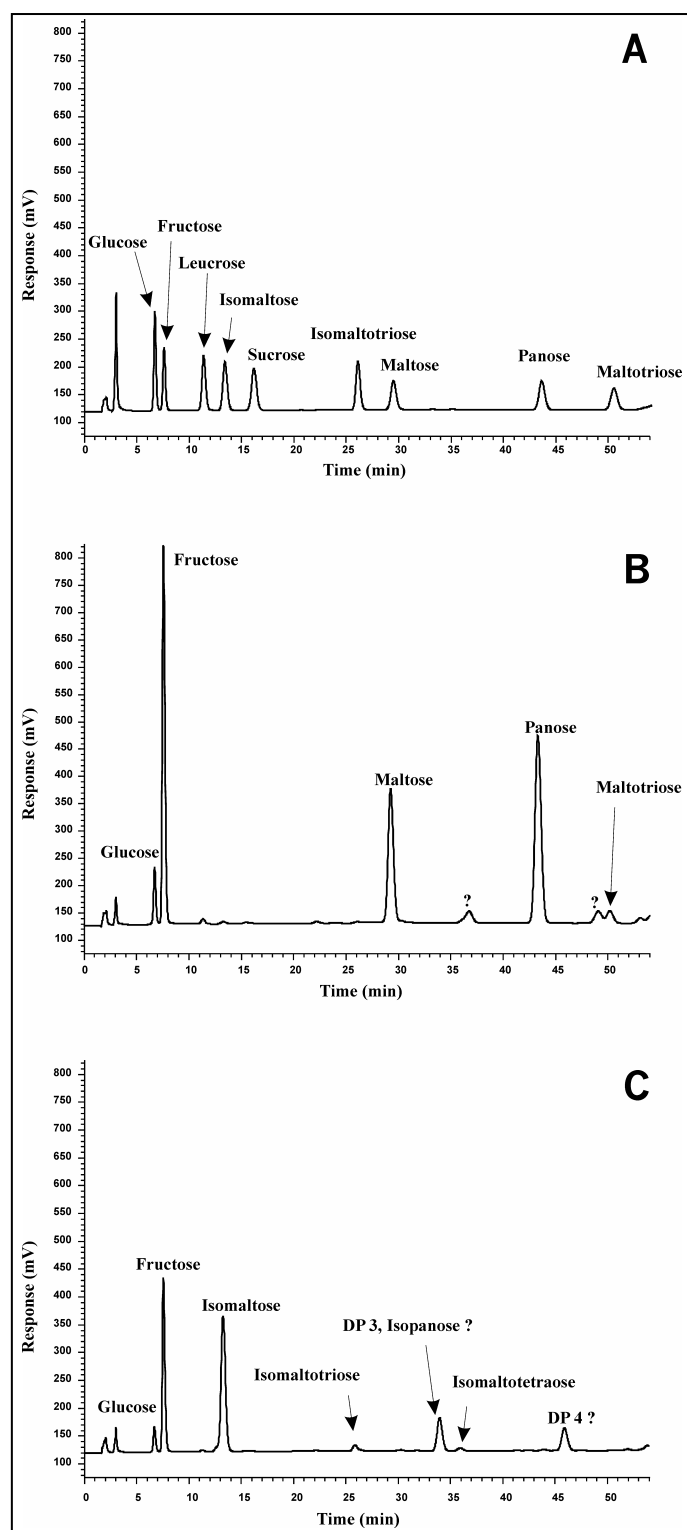 A
800
750
700
650
600
550
500
450
400
350
300
250
200
150
100
Response (mV)
Glucose
Fructose
Leucrose
Isomaltose
Sucrose
Isomaltotriose
Maltose
Panose
Maltotriose
0 5 10 15 20 25 30 35 40 45 50
Time (min)
B
800
750
700
650
600
550
500
450
400
350
300
250
200
150
100
Response (mV)
Fructose
Glucose
Maltose
?
Panose
?
Maltotriose
0 5 10 15 20 25 30 35 40 45 50
Time (min)
C
800
750
700
650
600
550
500
450
400
350
300
250
200
150
100
Response (mV)
Fructose
Glucose
Isomaltose
Isomaltotriose
DP 3, Isopanose ?
Isomaltotetraose
DP 4 ?
0 5 10 15 20 25 30 35 40 45 50
Time (min)